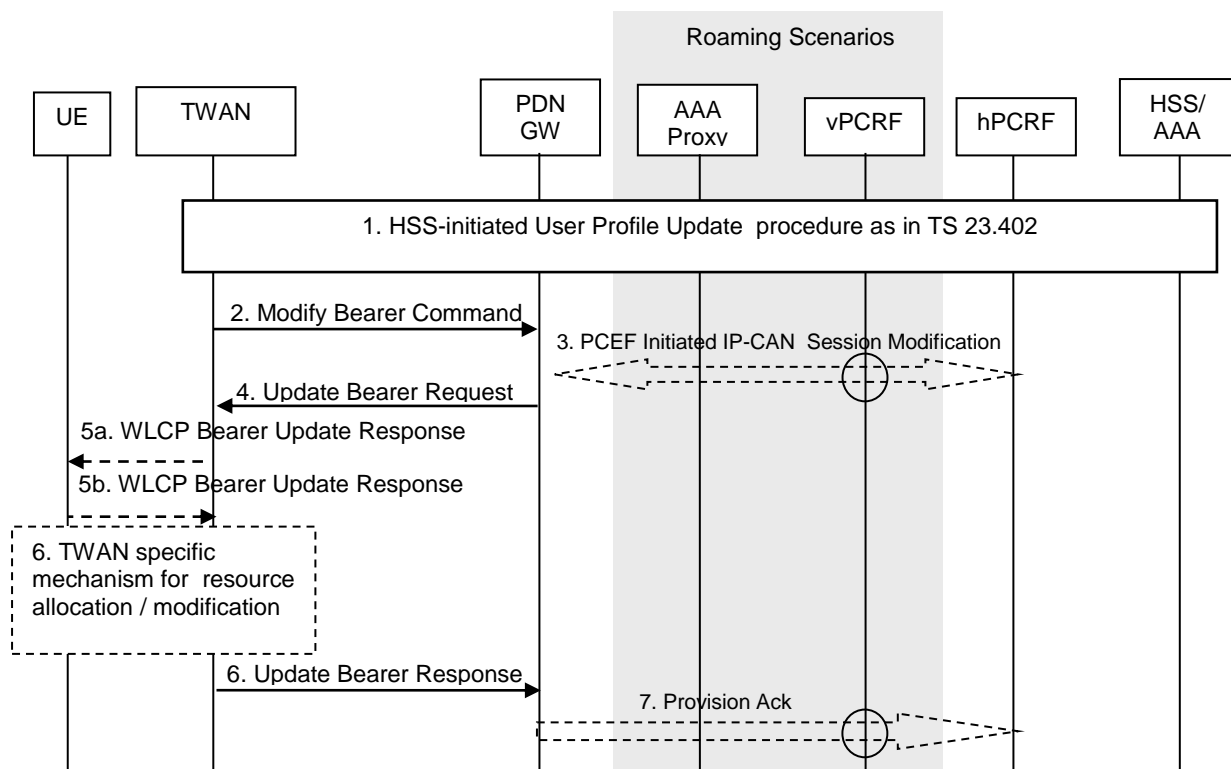 Roaming Scenarios
UE
TWAN
PDN
GW
AAA
Proxy
vPCRF
hPCRF
HSS/
AAA
1. HSS-initiated User Profile Update procedure as in TS 23.402
2. Modify Bearer Command
3. PCEF Initiated IP-CAN Session Modification
4. Update Bearer Request
5a. WLCP Bearer Update Response
5b. WLCP Bearer Update Response
6. TWAN specific
mechanism for resource
allocation / modification
6. Update Bearer Response
7. Provision Ack